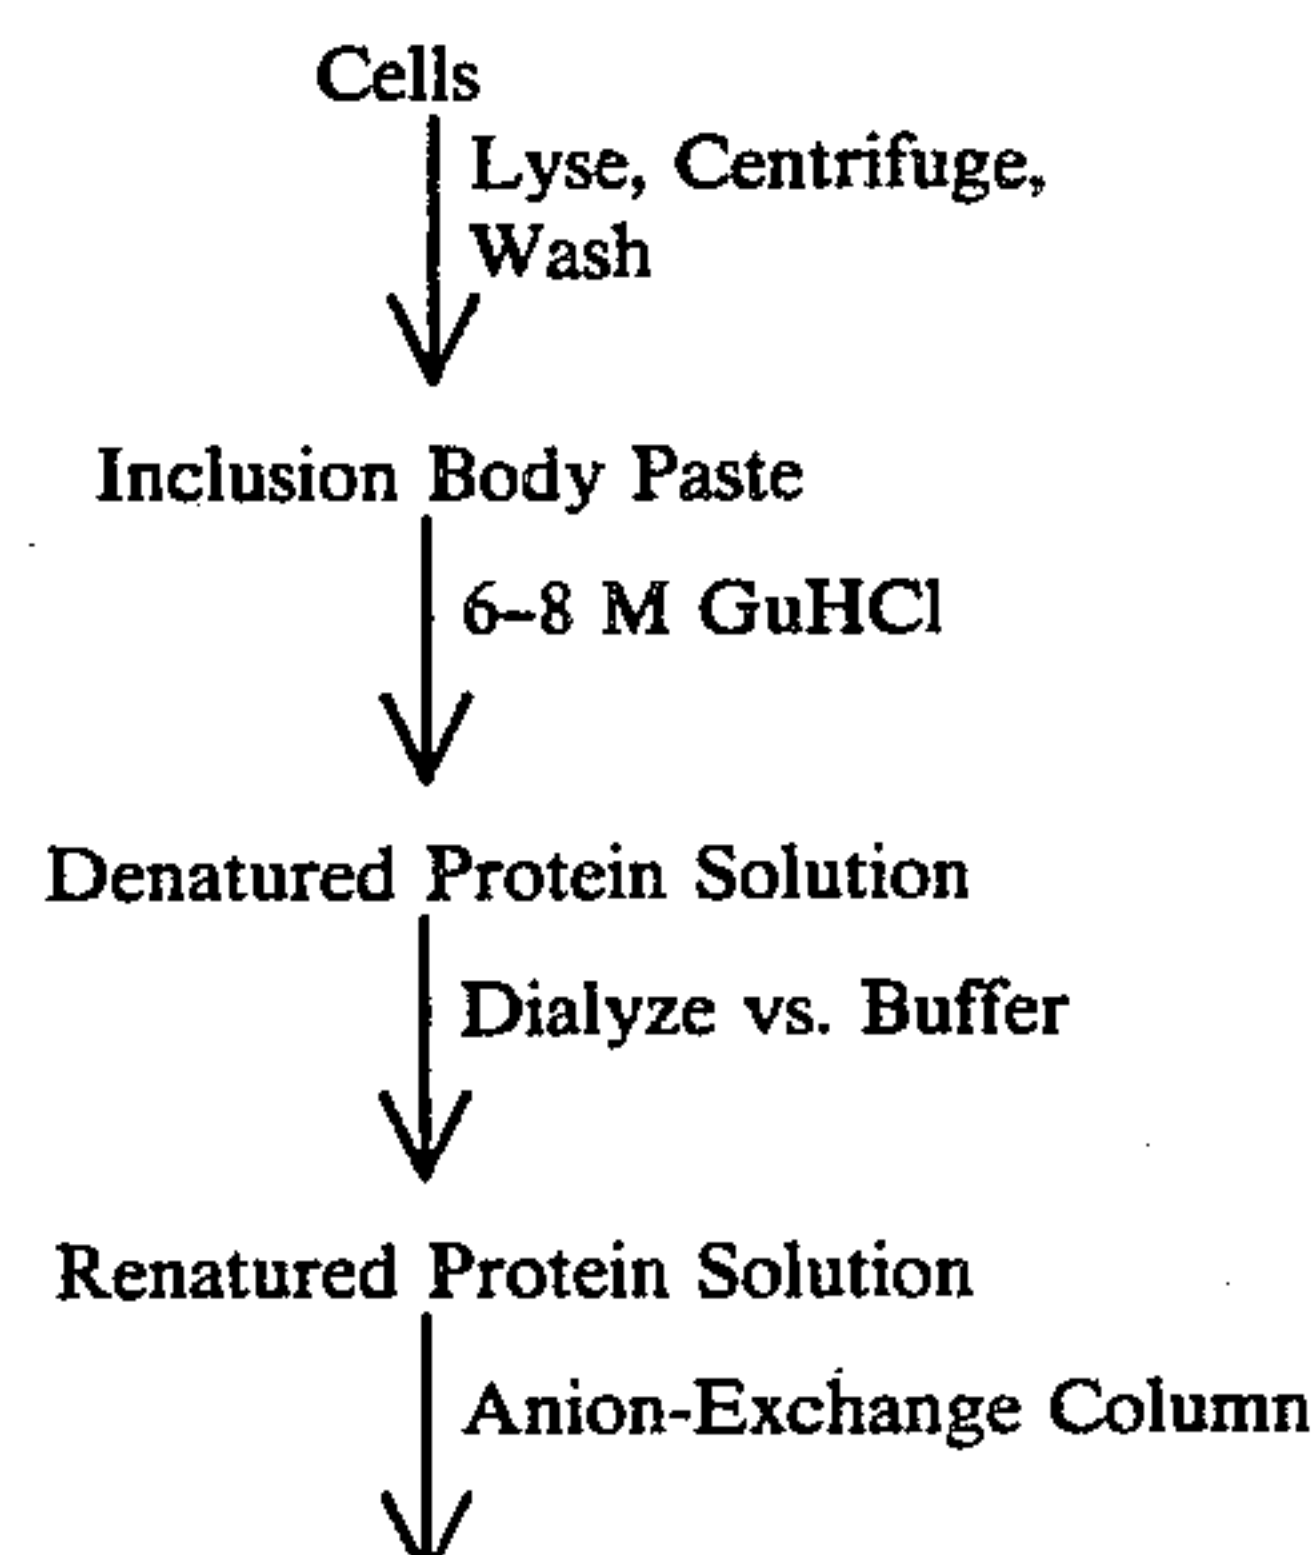 Cells
Lyse, Centrifuge,
Wash
Inclusion Body Paste
6–8 M GuHCl
Denatured Protein Solution
Dialyze vs. Buffer
Renatured Protein Solution
Anion-Exchange Column